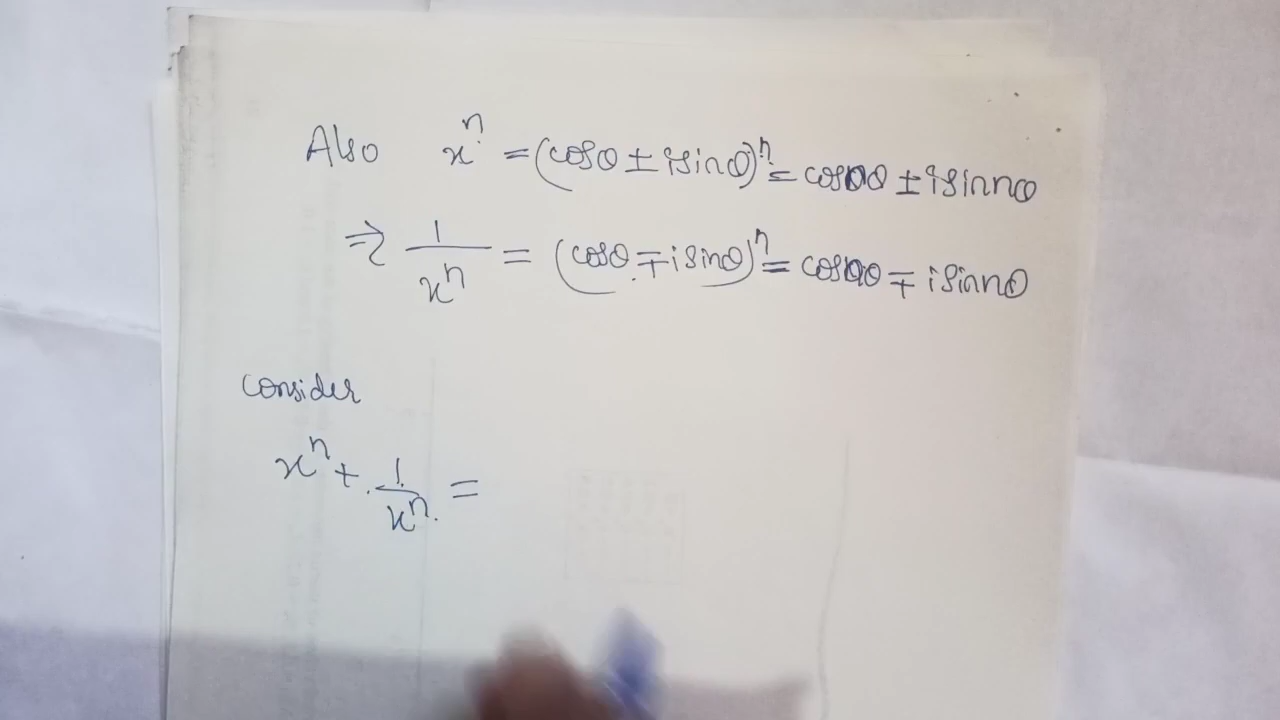 Also x^n = (cosθ ± isinθ)^n = cosnθ ± isinnθ
⇒ 1/x^n = (cosθ ∓ isinθ)^n = cosnθ ∓ isinnθ
consider
x^n + 1/x^n =